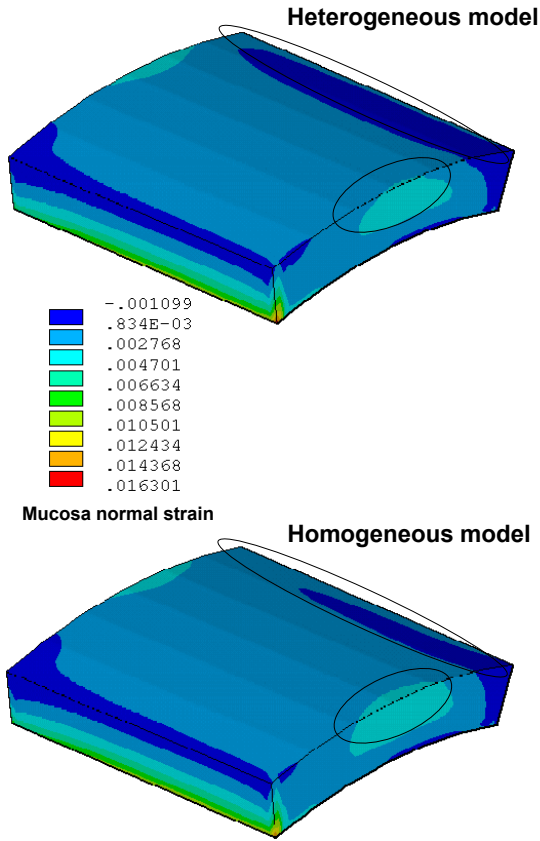 Heterogeneous model
-.001099
.834E-03
.002768
.004701
.006634
.008568
.010501
.012434
.014368
.016301
Mucosa normal strain
Homogeneous model